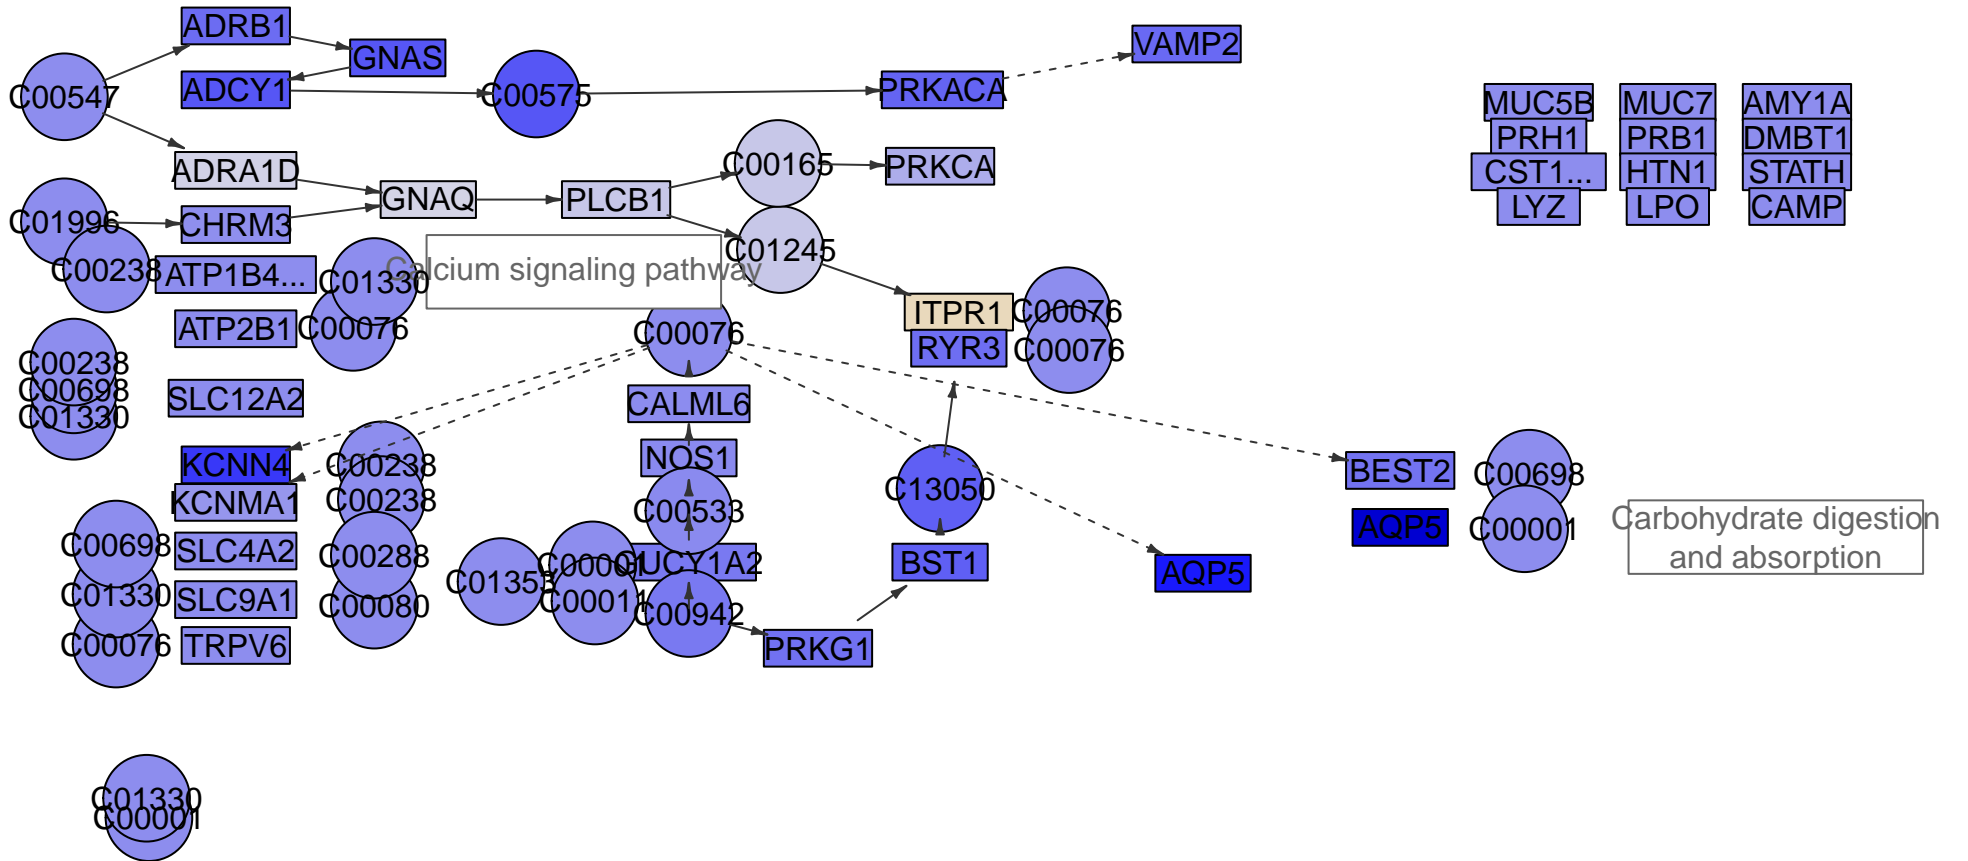 ADRB1
GNAS
VAMP2
C00547
ADCY1
C00575
PRKACA
MUC5B
MUC7
AMY1A
PRH1
PRB1
DMBT1
ADRA1D
C00165
PRKCA
CST1...
HTN1
STATH
GNAQ
PLCB1
LYZ
LPO
CAMP
C01996
CHRM3
C01245
C00238
ATP1B4...
C01330
Calcium signaling pathway
ITPR1
C00076
ATP2B1
C00076
C00076
RYR3
C00076
C00238
C00698
C01330
SLC12A2
CALML6
KCNN4
C00238
NOS1
BEST2
C00698
KCNMA1
C00238
C00533
C13050
AQP5
C00001
Carbohydrate digestion
and absorption
C00698
SLC4A2
C00288
C00001
GUCY1A2
BST1
AQP5
C01353
C01330
SLC9A1
C00080
C00011
C00942
C00076
TRPV6
PRKG1
C01330
C00001